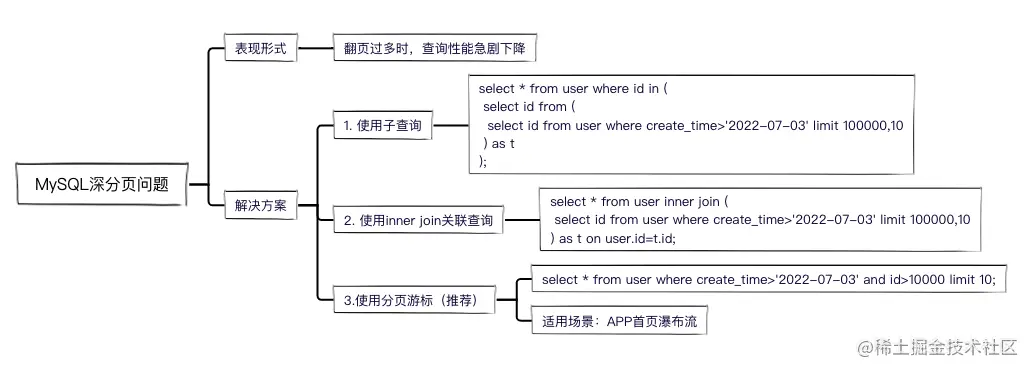 MySQL深分页问题
表现形式
翻页过多时，查询性能急剧下降
解决方案
1. 使用子查询
select * from user where id in (
select id from (
select id from user where create_time>'2022-07-03' limit 100000,10
) as t
);
2. 使用inner join关联查询
select * from user inner join (
select id from user where create_time>'2022-07-03' limit 100000,10
) as t on user.id=t.id;
3.使用分页游标（推荐）
select * from user where create_time>'2022-07-03' and id>10000 limit 10;
适用场景：APP首页瀑布流
@稀土掘金技术社区